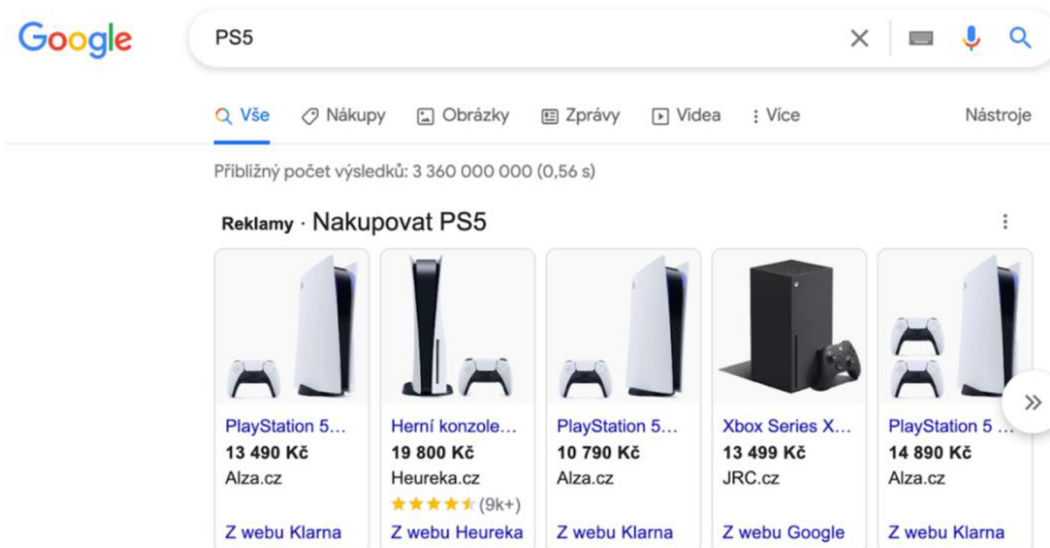 Google
PS5
Vše Nákupy Obrázky Zprávy Videa Více Nástroje
Přibližný počet výsledků: 3 360 000 000 (0,56 s)
Reklamy · Nakupovat PS5
PlayStation 5...
13 490 Kč
Alza.cz
Z webu Klarna
Herní konzole...
19 800 Kč
Heureka.cz
(9k+)
Z webu Heureka
PlayStation 5...
10 790 Kč
Alza.cz
Z webu Klarna
Xbox Series X...
13 499 Kč
JRC.cz
Z webu Google
PlayStation 5 ...
14 890 Kč
Alza.cz
Z webu Klarna